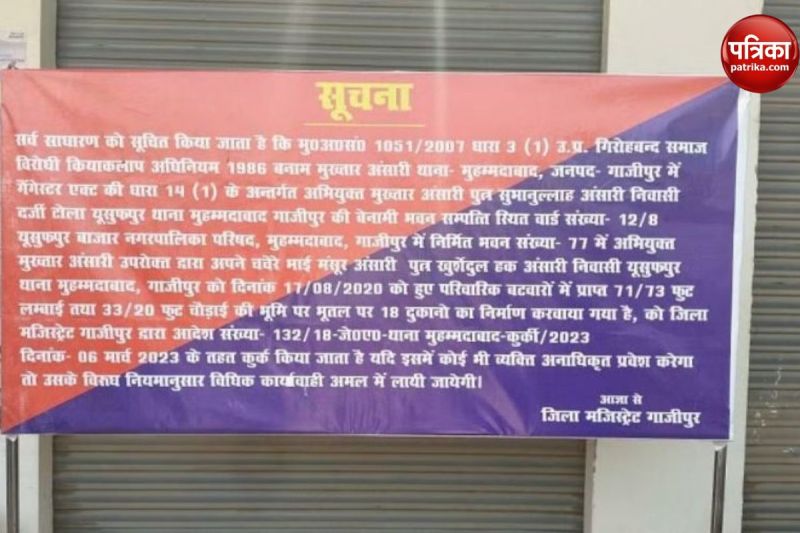 पत्रिका
patrika.com
सूचना
सर्व साधारण को सूचित किया जाता है कि मु0अ0सं0 1051/2007 धारा 3 (1) उ.प्र. गिरोहबन्द समाज
विरोधी कियाकलाप अधिनियम 1986 बनाम मुख्तार अंसारी थाना- मुहम्मदाबाद, जनपद- गाजीपुर में
गैंगेस्टर एक्ट की धारा 14 (1) के अन्तर्गत अभियुक्त मुख्तार अंसारी पुत्र सुभानुल्लाह अंसारी निवासी
दर्जी टोला यूसुफपुर थाना मुहम्मदाबाद गाजीपुर की बेनामी भवन सम्पत्ति स्थित वार्ड संख्या- 12/8
यूसुफपुर बाजार नगरपालिका परिषद, मुहम्मदाबाद, गाजीपुर में निर्मित भवन संख्या- 77 में अभियुक्त
मुख्तार अंसारी उपरोक्त द्वारा अपने चचेरे भाई मंसूर अंसारी पुत्र खुर्शेदुल हक अंसारी निवासी यूसुफपुर
थाना मुहम्मदाबाद, गाजीपुर को दिनांक 17/08/2020 को हुए परिवारिक बटवारों में प्राप्त 71/73 फुट
लम्बाई तथा 33/20 फुट चौड़ाई की भूमि पर भूतल पर 18 दुकानो का निर्माण करवाया गया है, को जिला
मजिस्ट्रेट गाजीपुर द्वारा आदेश संख्या- 132/18-जे0ए0-थाना मुहम्मदाबाद-कुर्की/2023
दिनांक- 06 मार्च 2023 के तहत कुर्क किया जाता है यदि इसमें कोई भी व्यक्ति अनाधिकृत प्रवेश करेगा
तो उसके विरुध नियमानुसार विधिक कार्यावाही अमल में लायी जायेगी।
आज्ञा से
जिला मजिस्ट्रेट गाजीपुर